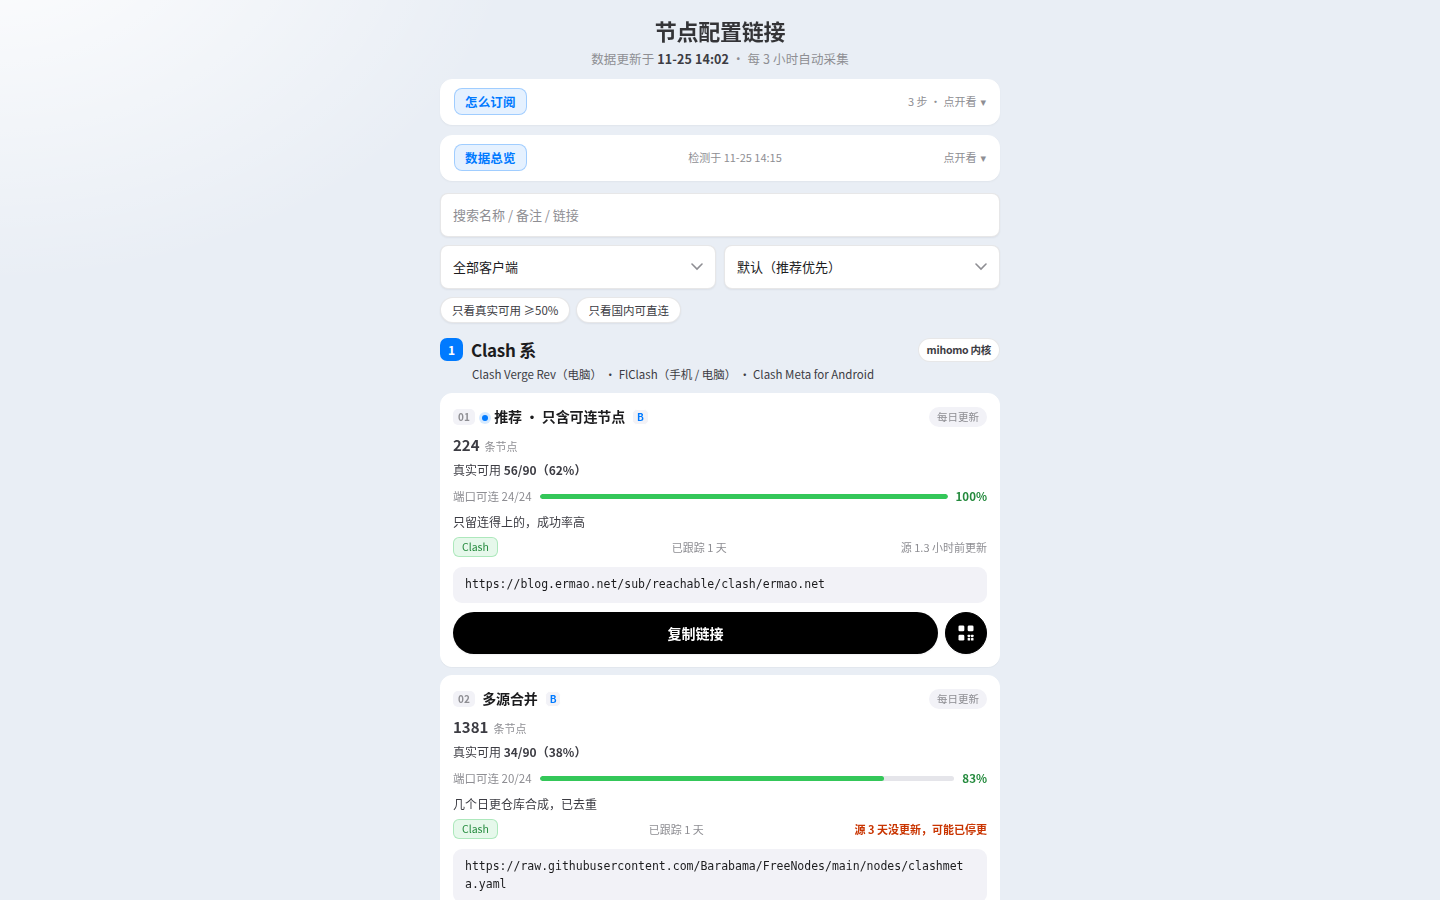 节点配置链接
数据更新于 11-25 14:02 · 每 3 小时自动采集
怎么订阅
3 步 · 点开看 ▾
数据总览
检测于 11-25 14:15
点开看 ▾
搜索名称 / 备注 / 链接
全部客户端
默认（推荐优先）
只看真实可用 ≥50%
只看国内可直连
1 Clash 系
mihomo 内核
Clash Verge Rev（电脑） · FlClash（手机 / 电脑） · Clash Meta for Android
01 推荐 · 只含可连节点 B
每日更新
224 条节点
真实可用 56/90（62%）
端口可连 24/24
100%
只留连得上的，成功率高
Clash
已跟踪 1 天
源 1.3 小时前更新
https://blog.ermao.net/sub/reachable/clash/ermao.net
复制链接
02 多源合并 B
每日更新
1381 条节点
真实可用 34/90（38%）
端口可连 20/24
83%
几个日更仓库合成，已去重
Clash
已跟踪 1 天
源 3 天没更新，可能已停更
https://raw.githubusercontent.com/Barabama/FreeNodes/main/nodes/clashmet
a.yaml